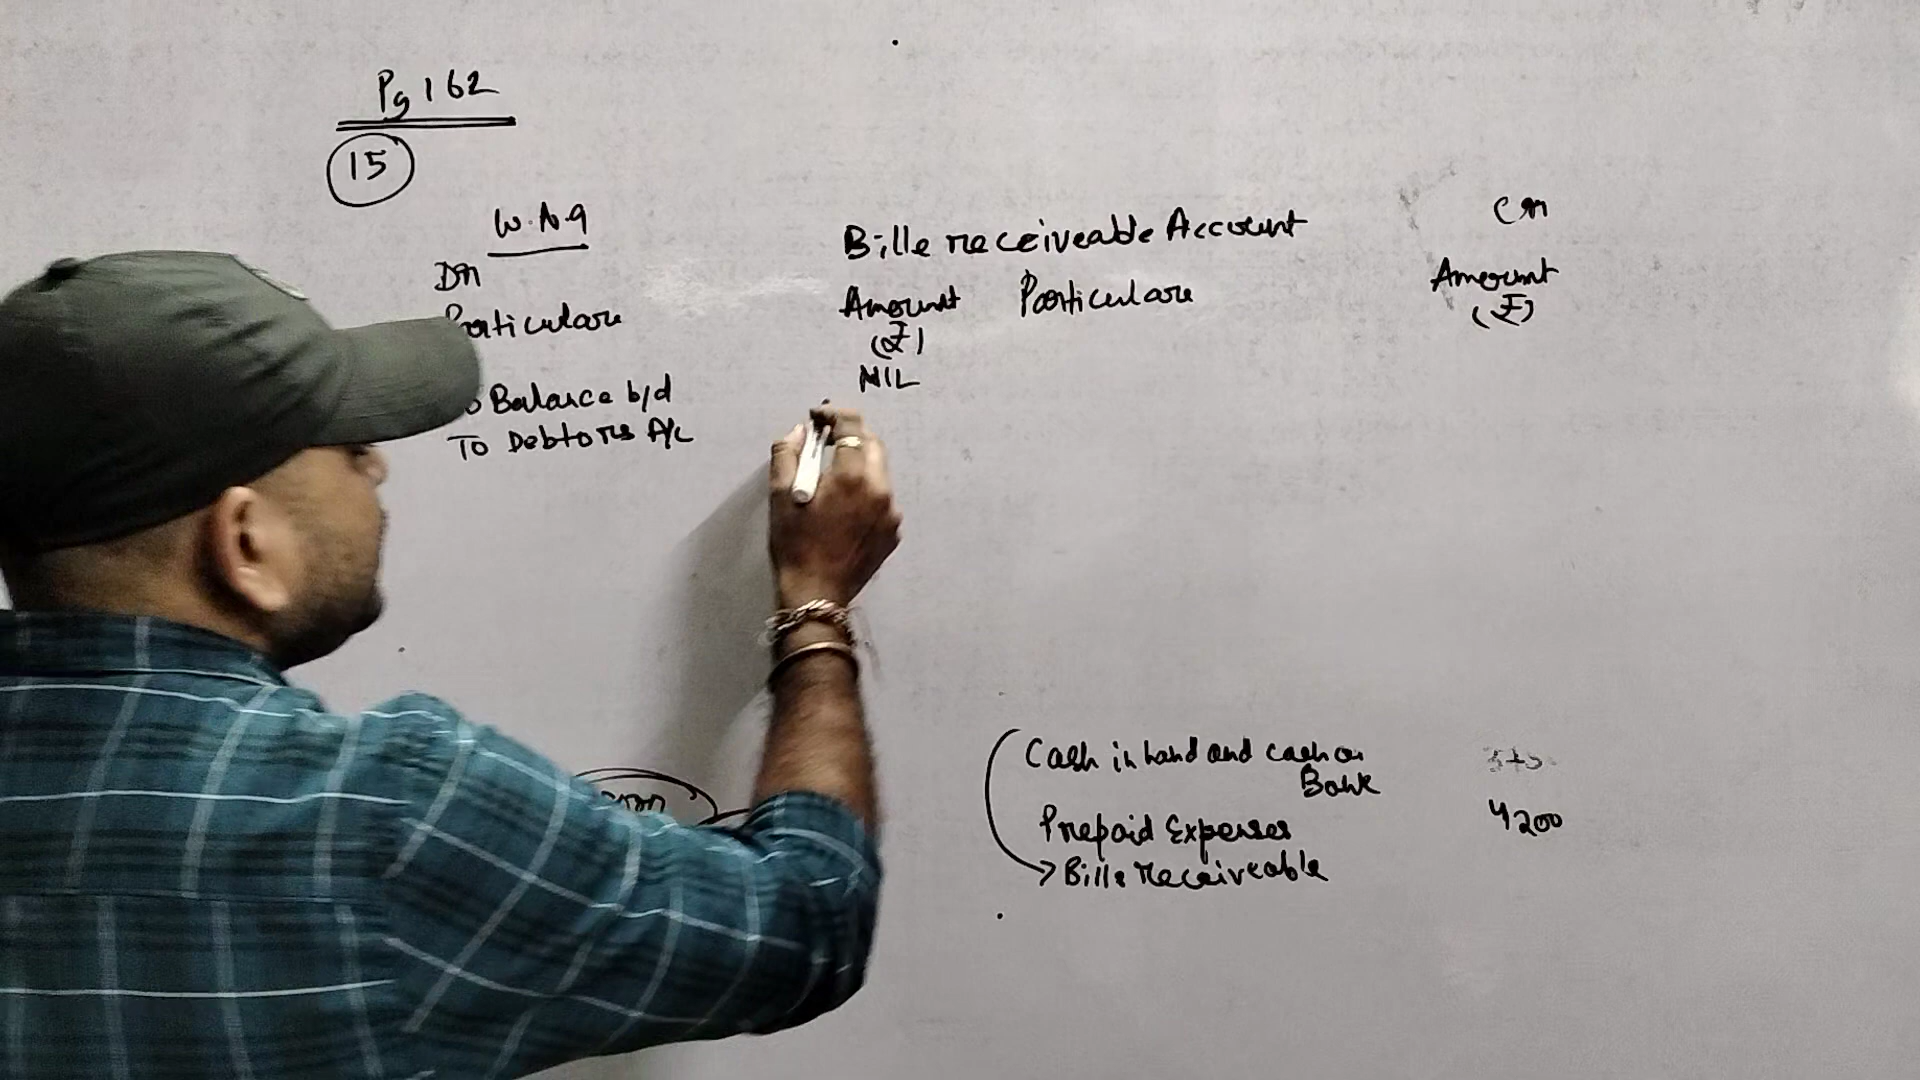 Pg 162
15
W.N.9
Bills receiveable Account
Cr
Dr
Particulars
Amount
(₹)
Particulars
Amount
(₹)
Balance b/d
NIL
To Debtors A/c
Cash in hand and cash on
Bank
Prepaid Expenses
4200
→ Bills receiveable